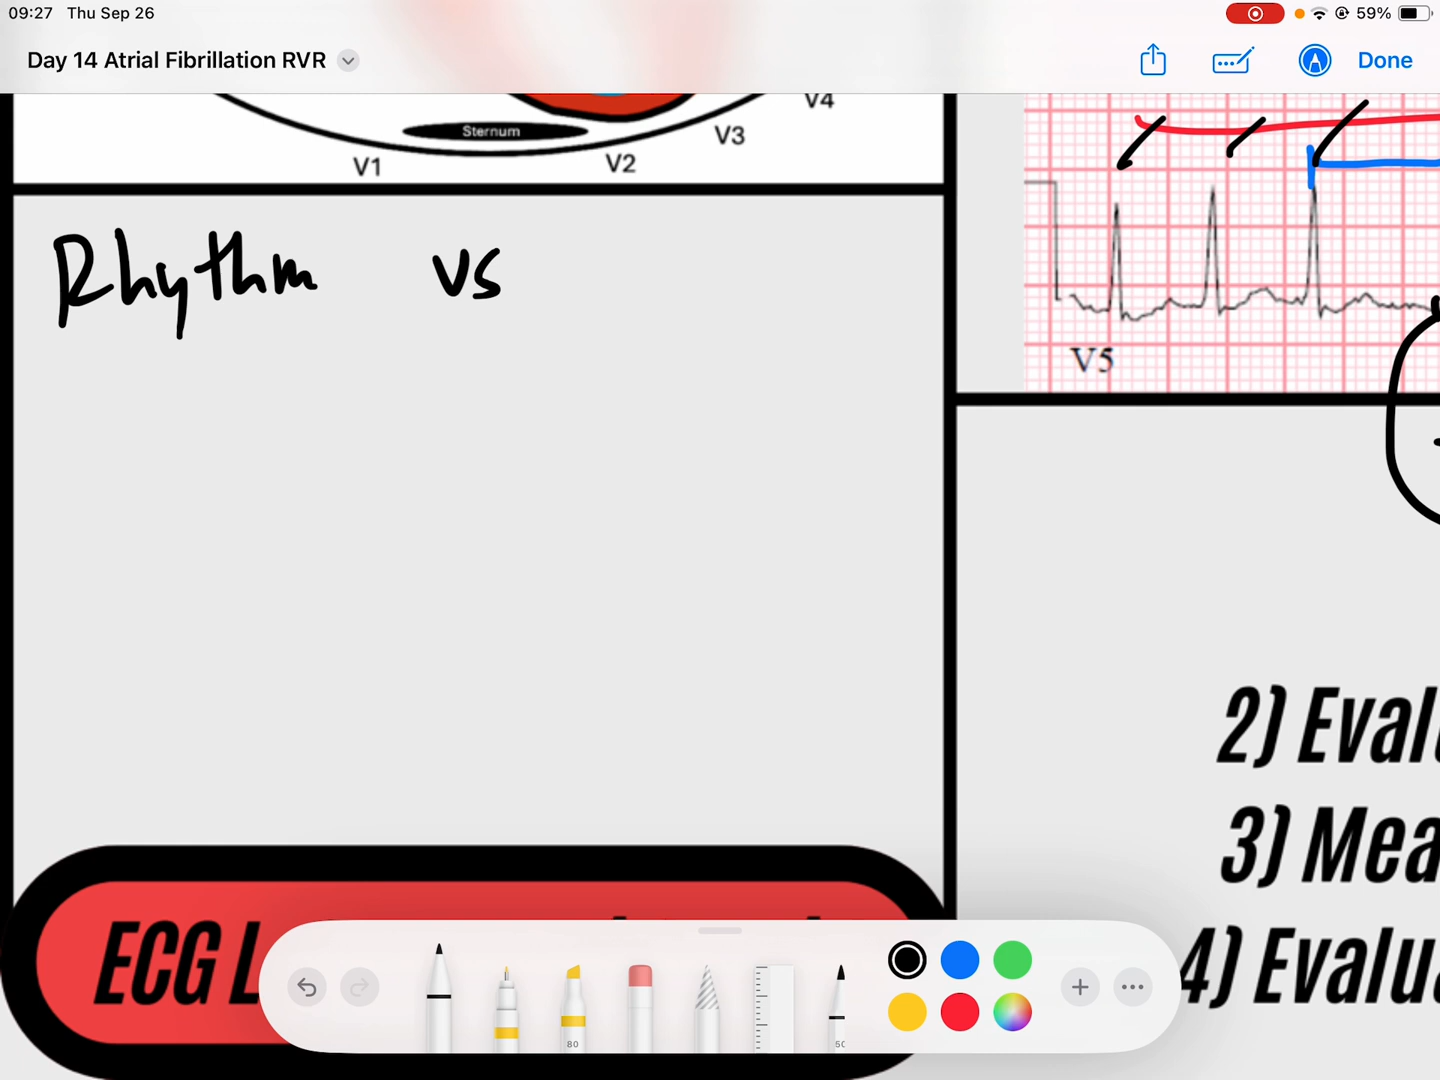 09:27 Thu Sep 26
59%
Day 14 Atrial Fibrillation RVR
Done
V4
Sternum
V3
V1
V2
Rhythm vs
V5
2) Eval
3) Mea
4) Evalu
ECG L
80
50